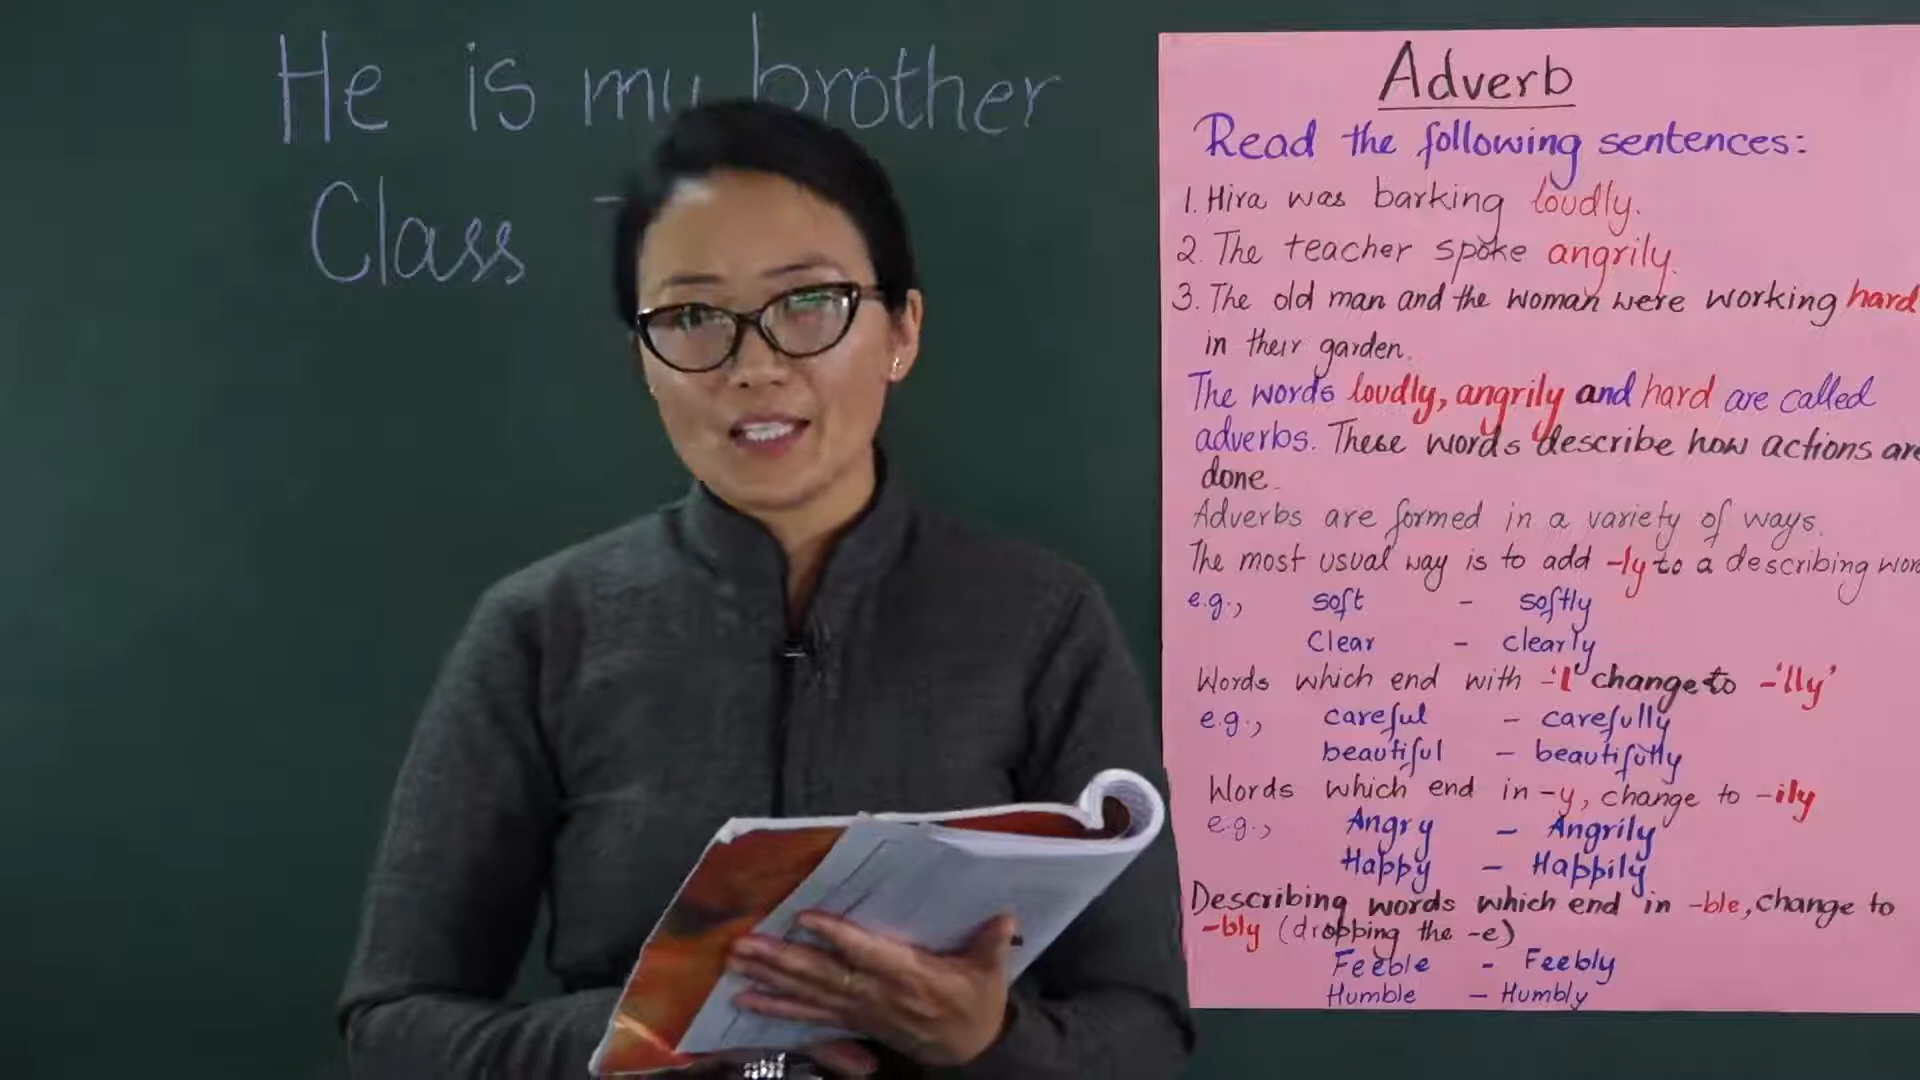 He is my brother
Class
Adverb
Read the following sentences:
1. Hira was barking loudly.
2. The teacher spoke angrily.
3. The old man and the woman were working hard
in their garden.
The words loudly, angrily and hard are called
adverbs. These words describe how actions are
done.
Adverbs are formed in a variety of ways.
The most usual way is to add -ly to a describing
e.g., soft - softly
Clear - clearly
Words which end with -'l' change to -'lly'
e.g., careful - carefully
beautiful - beautifully
Words which end in -y, change to -ily
e.g., Angry - Angrily
Happy - Happily
Describing words which end in -ble, change to
-bly (dropping the -e)
Feeble - Feebly
Humble - Humbly